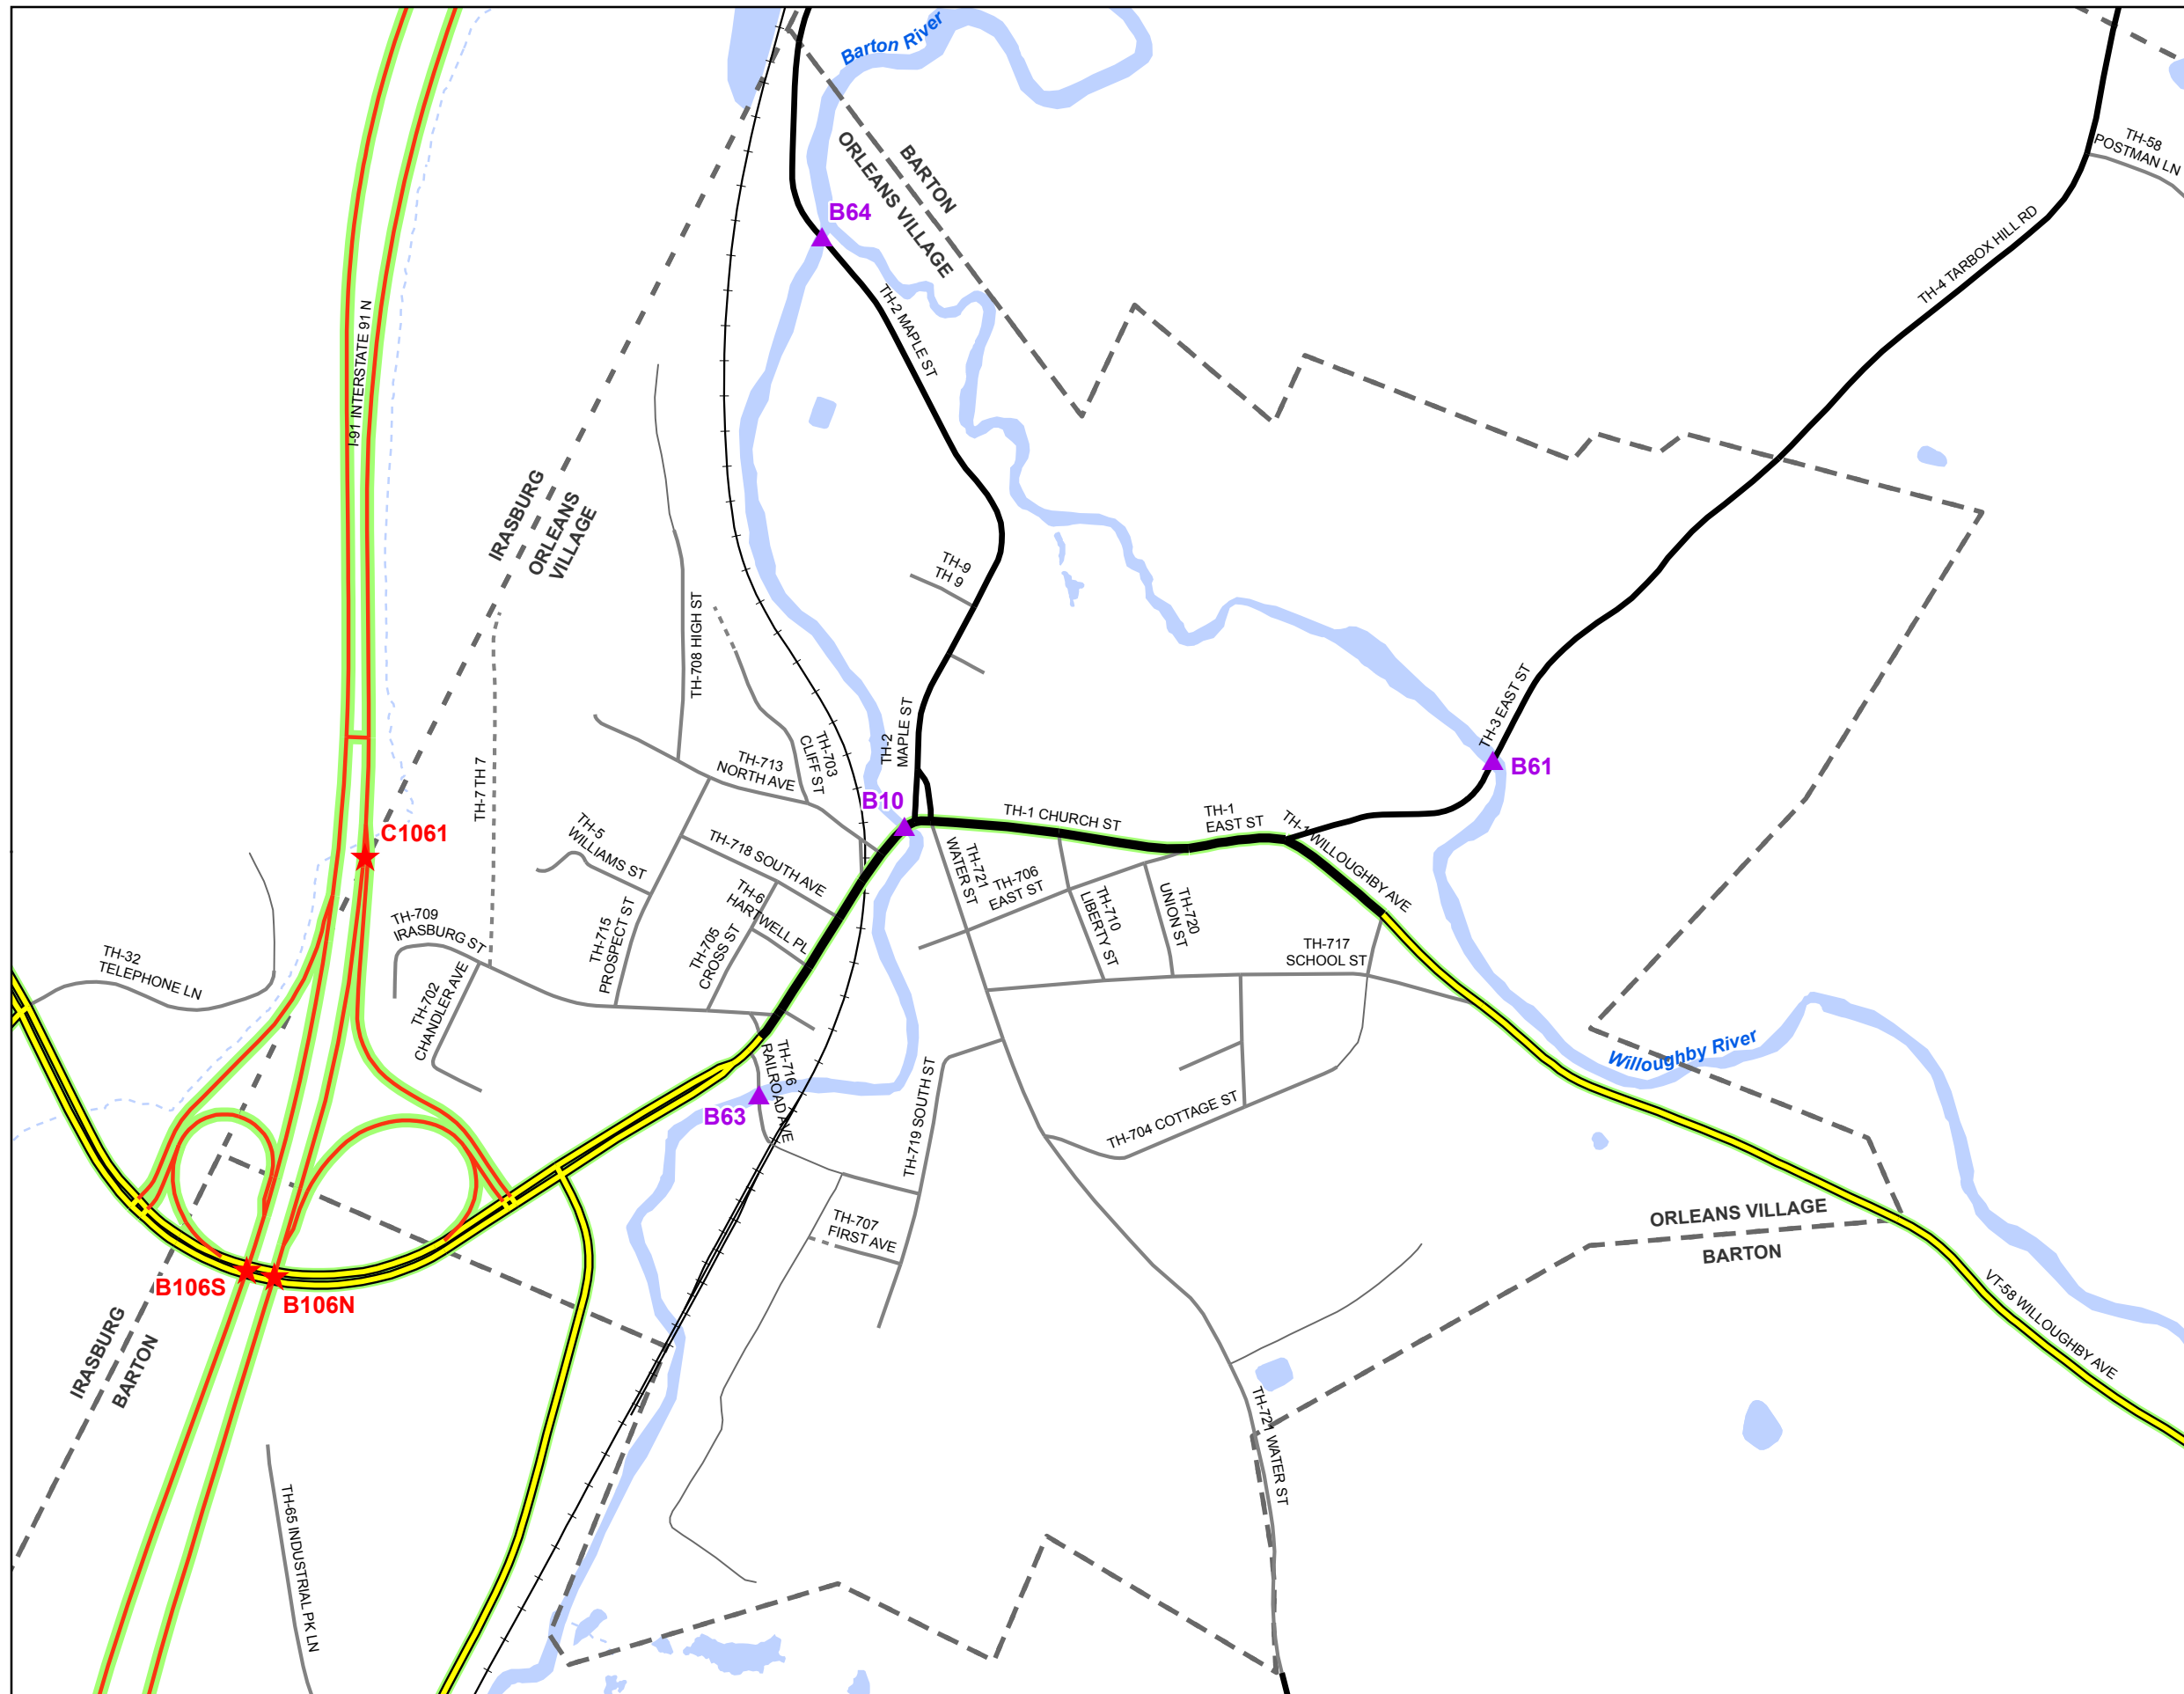 Barton River
BARTON
ORLEANS VILLAGE
TH-58
POSTMAN LN
B64
TH-4 TARBOX HILL RD
TH-2 MAPLE ST
I-91 INTERSTATE 91 N
IRASBURG
ORLEANS
VILLAGE
TH-9
TH 9
TH-708 HIGH ST
TH-3 EAST ST
B61
TH-2
MAPLE ST
TH-703
CLIFF ST
TH-713
NORTH AVE
TH-7 TH 7
B10
TH-1 CHURCH ST
TH-1
EAST ST
TH-1 WILLOUGHBY AVE
C1061
TH-5
WILLIAMS ST
TH-718 SOUTH AVE
TH-721
WATER ST
TH-706
EAST ST
TH-6
HARTWELL PL
TH-710
LIBERTY ST
TH-720
UNION ST
TH-709
IRASBURG ST
TH-715
PROSPECT ST
TH-705
CROSS ST
TH-717
SCHOOL ST
TH-32
TELEPHONE LN
TH-702
CHANDLER AVE
TH-716
RAILROAD AVE
Willoughby River
B63
TH-719 SOUTH ST
TH-704 COTTAGE ST
TH-707
FIRST AVE
ORLEANS VILLAGE
BARTON
B106S
B106N
VT-58 WILLOUGHBY AVE
IRASBURG
BARTON
TH-721 WATER ST
TH-65 INDUSTRIAL PK LN